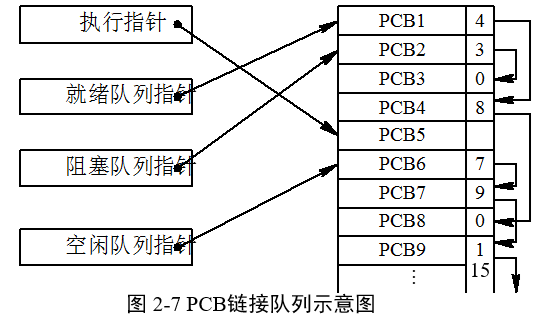 执行指针
就绪队列指针
阻塞队列指针
空闲队列指针
PCB1 4
PCB2 3
PCB3 0
PCB4 8
PCB5
PCB6 7
PCB7 9
PCB8 0
PCB9 1
⋮ 15
图 2-7 PCB链接队列示意图